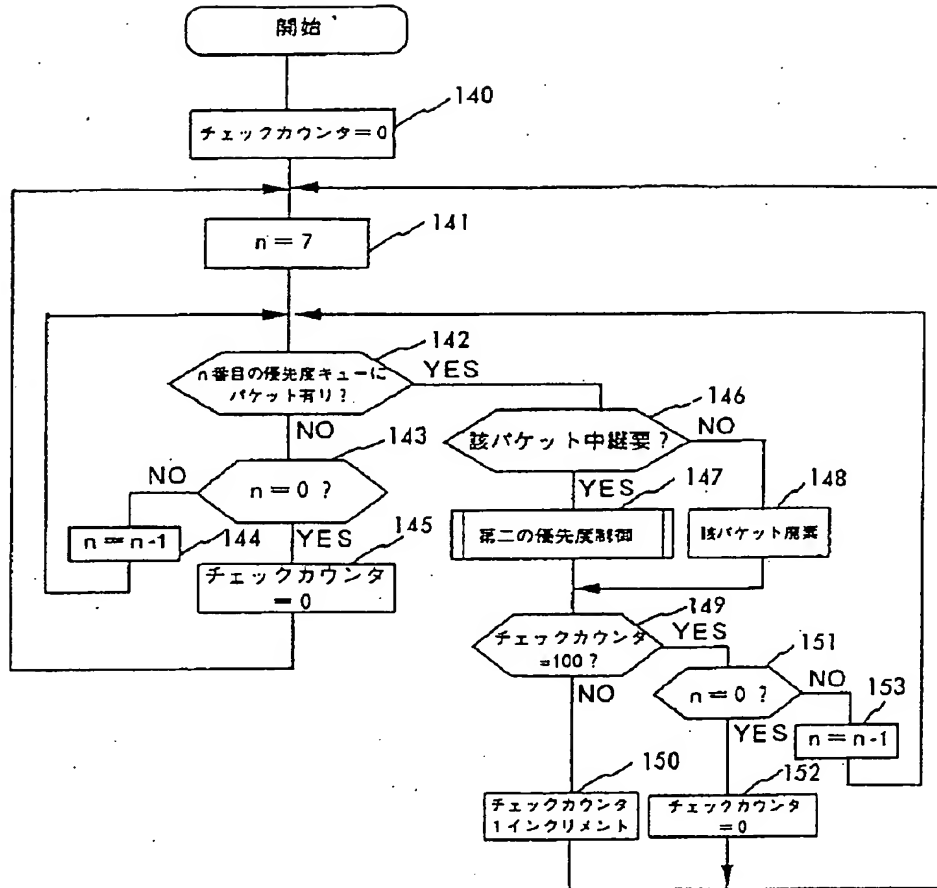 開始
140
チェックカウンタ=0
141
n=7
142
n番目の優先度キューに
パケット有り?
YES
NO
146
該パケット中継要?
NO
YES
143
n=0?
NO
YES
144
n=n-1
145
チェックカウンタ
=0
147
第二の優先度制御
148
該パケット廃棄
149
チェックカウンタ
=100?
YES
NO
151
n=0?
NO
YES
153
n=n-1
150
チェックカウンタ
1インクリメント
152
チェックカウンタ
=0